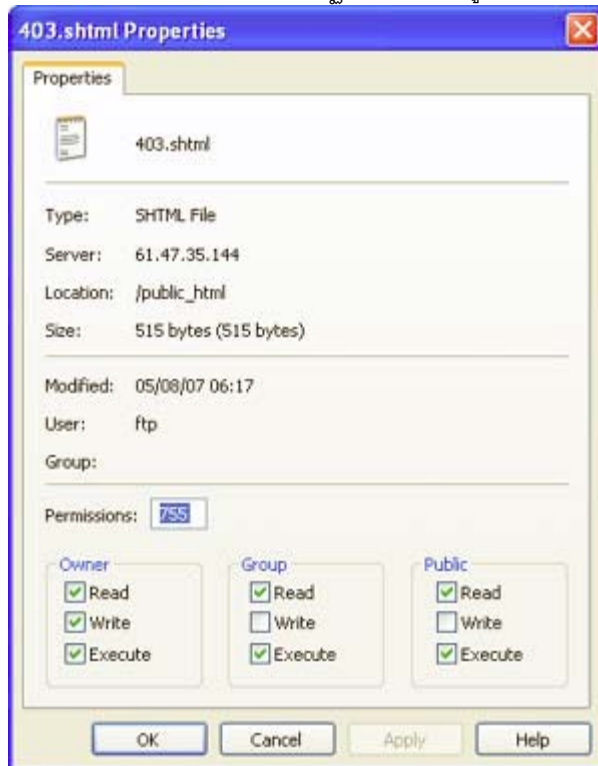 403.shtml Properties
Properties
403.shtml
Type: SHTML File
Server: 61.47.35.144
Location: /public_html
Size: 515 bytes (515 bytes)
Modified: 05/08/07 06:17
User: ftp
Group:
Permissions: 755
Owner Group Public
Read Read Read
Write Write Write
Execute Execute Execute
OK Cancel Apply Help